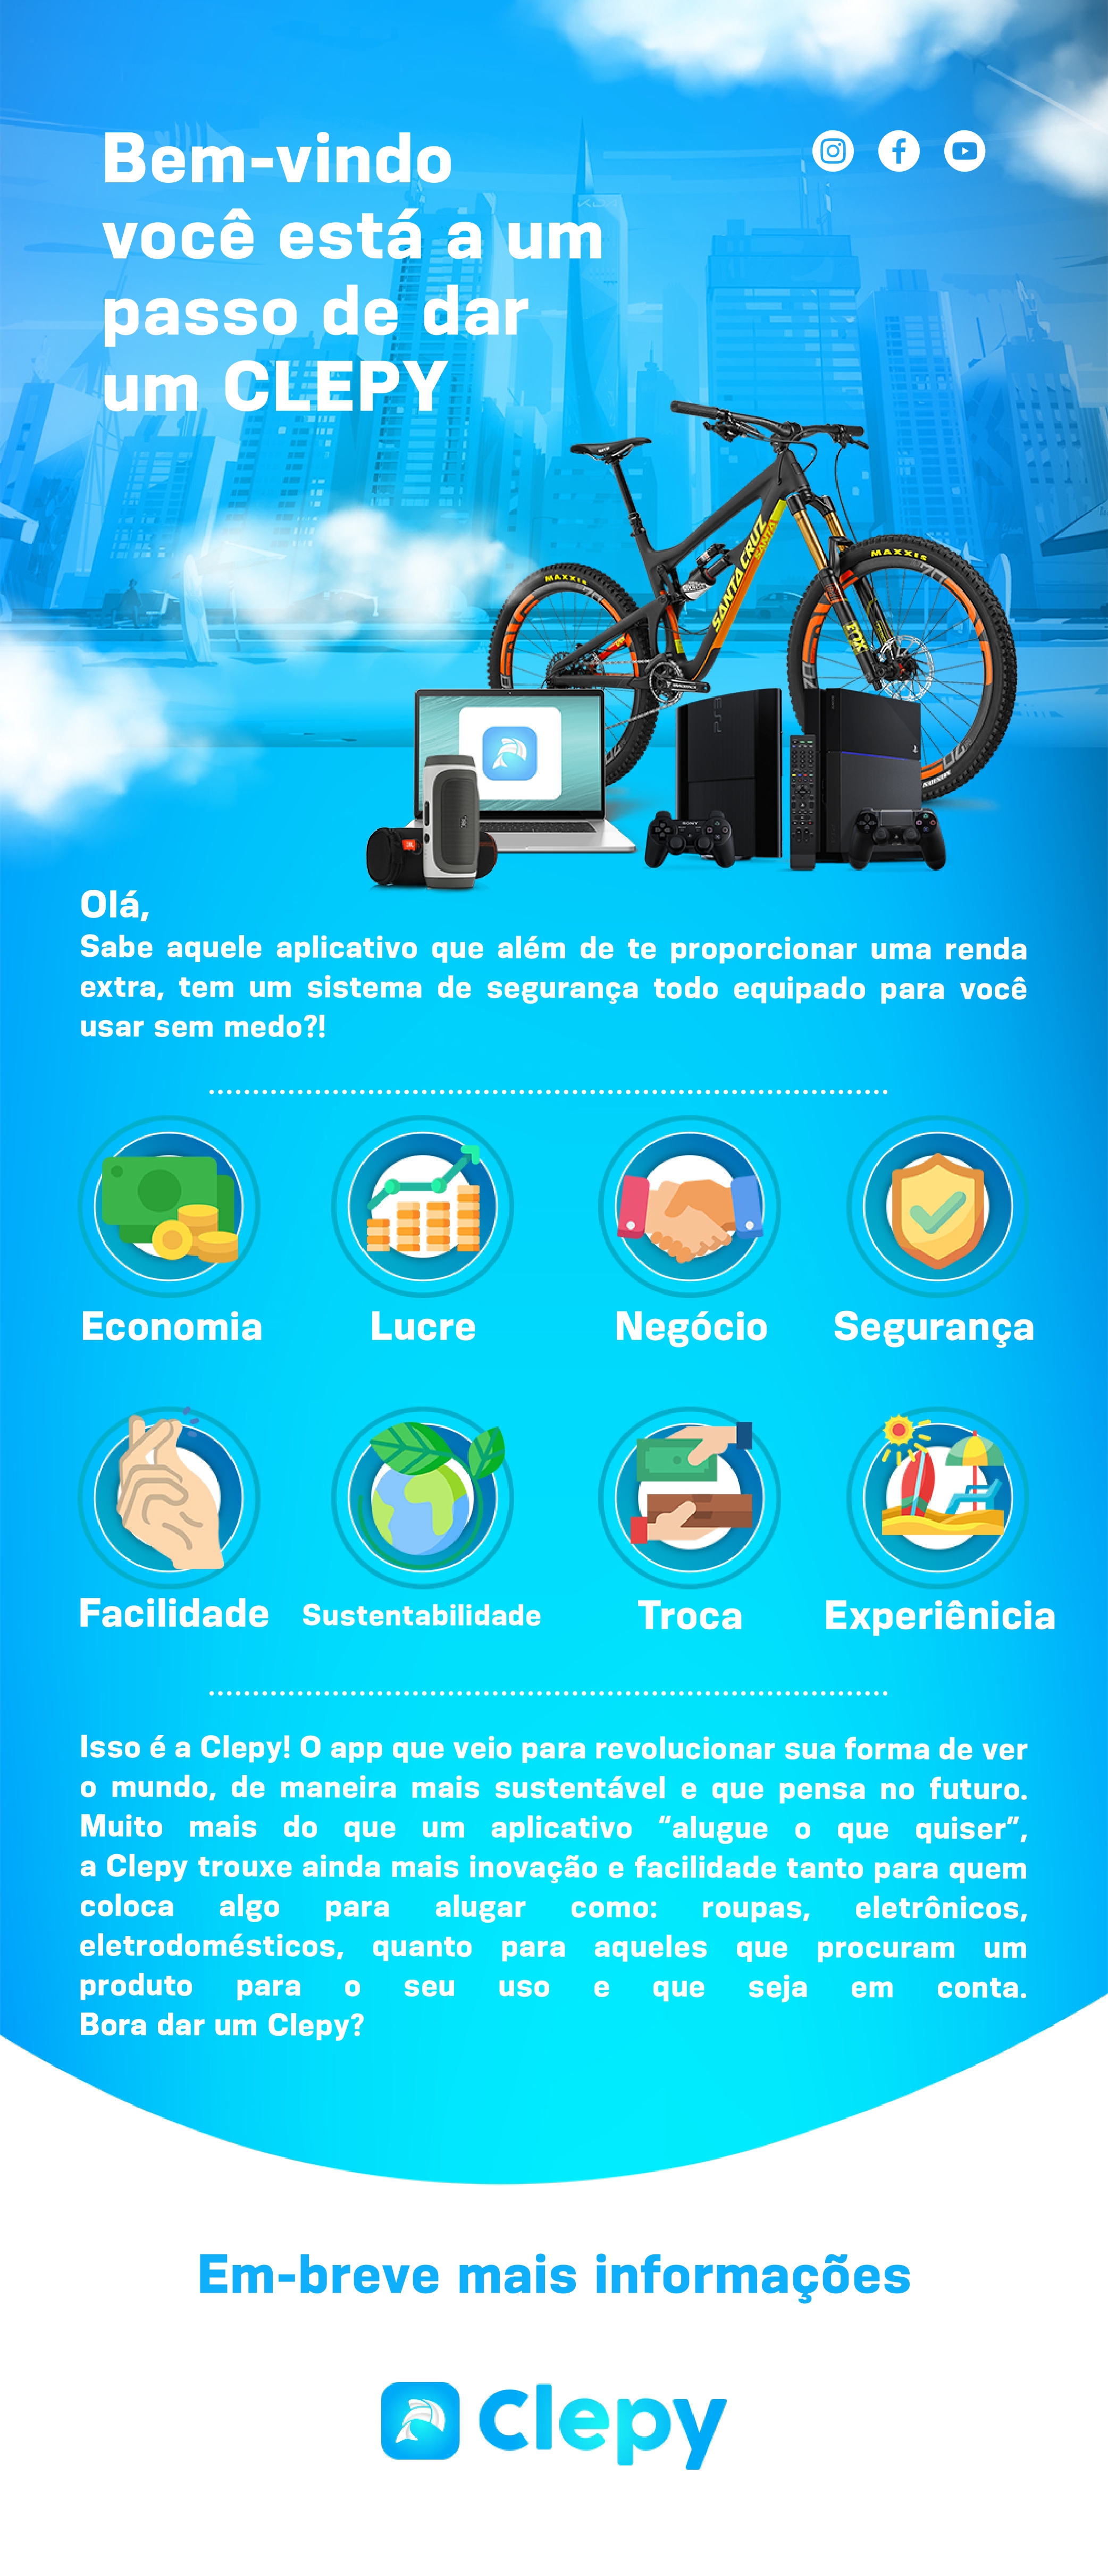 Bem-vindo
você está a um
passo de dar
um CLEPY
MAXXIS
MAXXIS
SANTA CRUZ
SANTA
FOX
PS3
SONY
JBL
JBL
Olá,
Sabe aquele aplicativo que além de te proporcionar uma renda
extra, tem um sistema de segurança todo equipado para você
usar sem medo?!
Economia
Lucre
Negócio
Segurança
Facilidade
Sustentabilidade
Troca
Experiênicia
Isso é a Clepy! O app que veio para revolucionar sua forma de ver
o mundo, de maneira mais sustentável e que pensa no futuro.
Muito mais do que um aplicativo “alugue o que quiser”,
a Clepy trouxe ainda mais inovação e facilidade tanto para quem
coloca algo para alugar como: roupas, eletrônicos,
eletrodomésticos, quanto para aqueles que procuram um
produto para o seu uso e que seja em conta.
Bora dar um Clepy?
Em-breve mais informações
Clepy